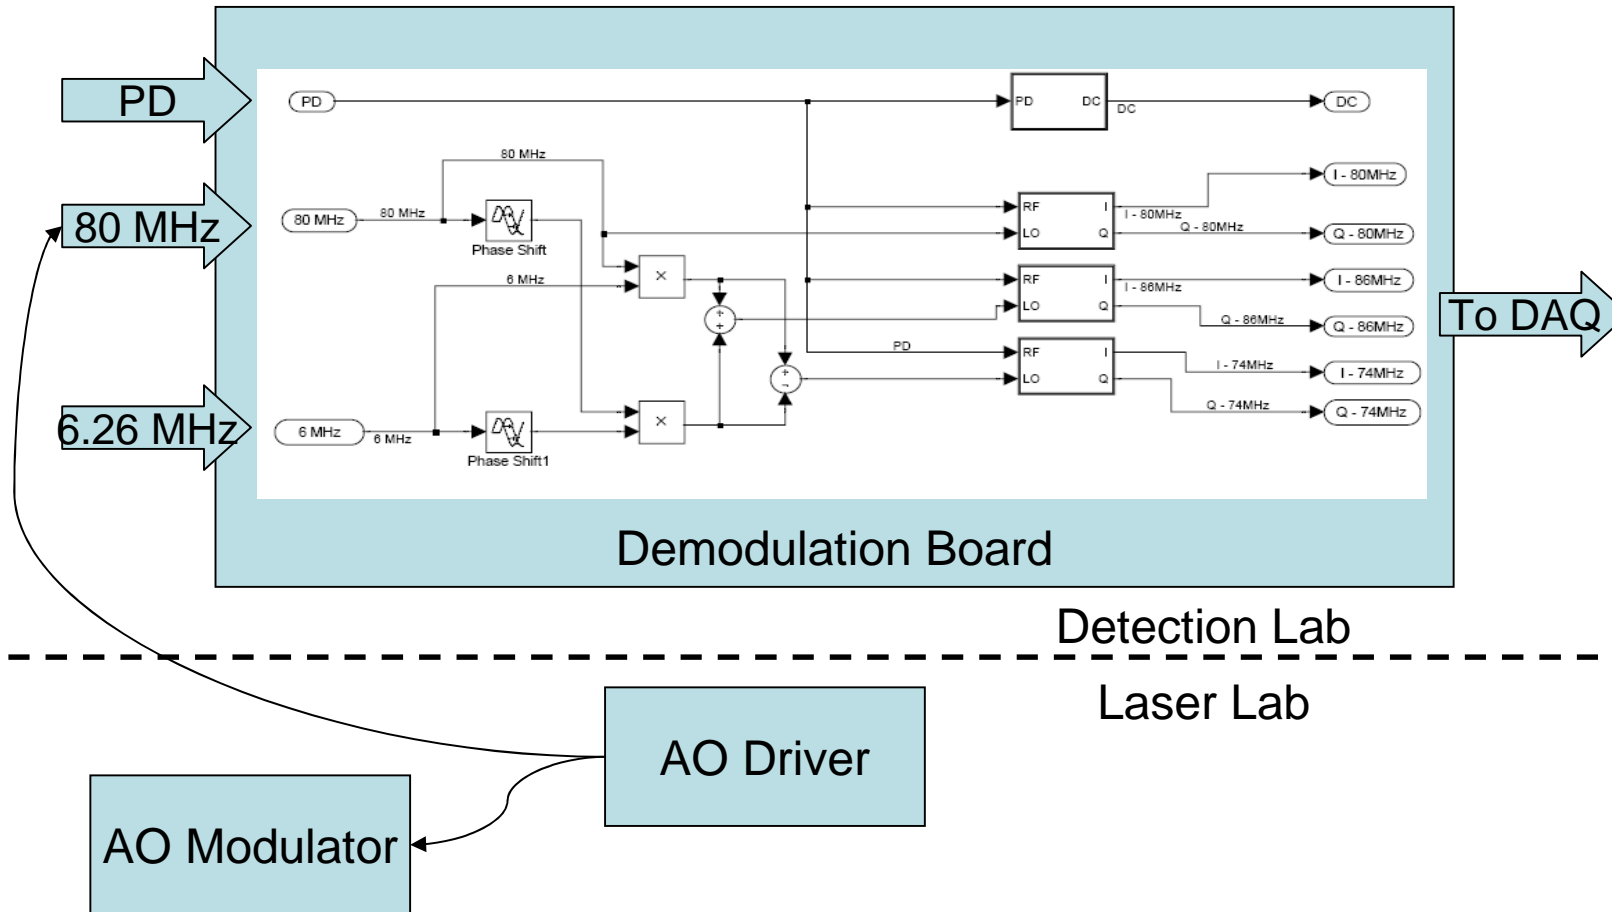 PD
PD
PD
DC
DC
DC
80 MHz
I - 80MHz
80 MHz
80 MHz
80 MHz
Phase Shift
RF
I
I - 80MHz
LO
Q
Q - 80MHz
Q - 80MHz
×
6 MHz
RF
I
I - 86MHz
I - 86MHz
LO
Q
Q - 86MHz
Q - 86MHz
To DAQ
+
+
PD
RF
I
I - 74MHz
I - 74MHz
+
-
LO
Q
Q - 74MHz
Q - 74MHz
6.26 MHz
6 MHz
6 MHz
Phase Shift1
×
Demodulation Board
Detection Lab
Laser Lab
AO Driver
AO Modulator